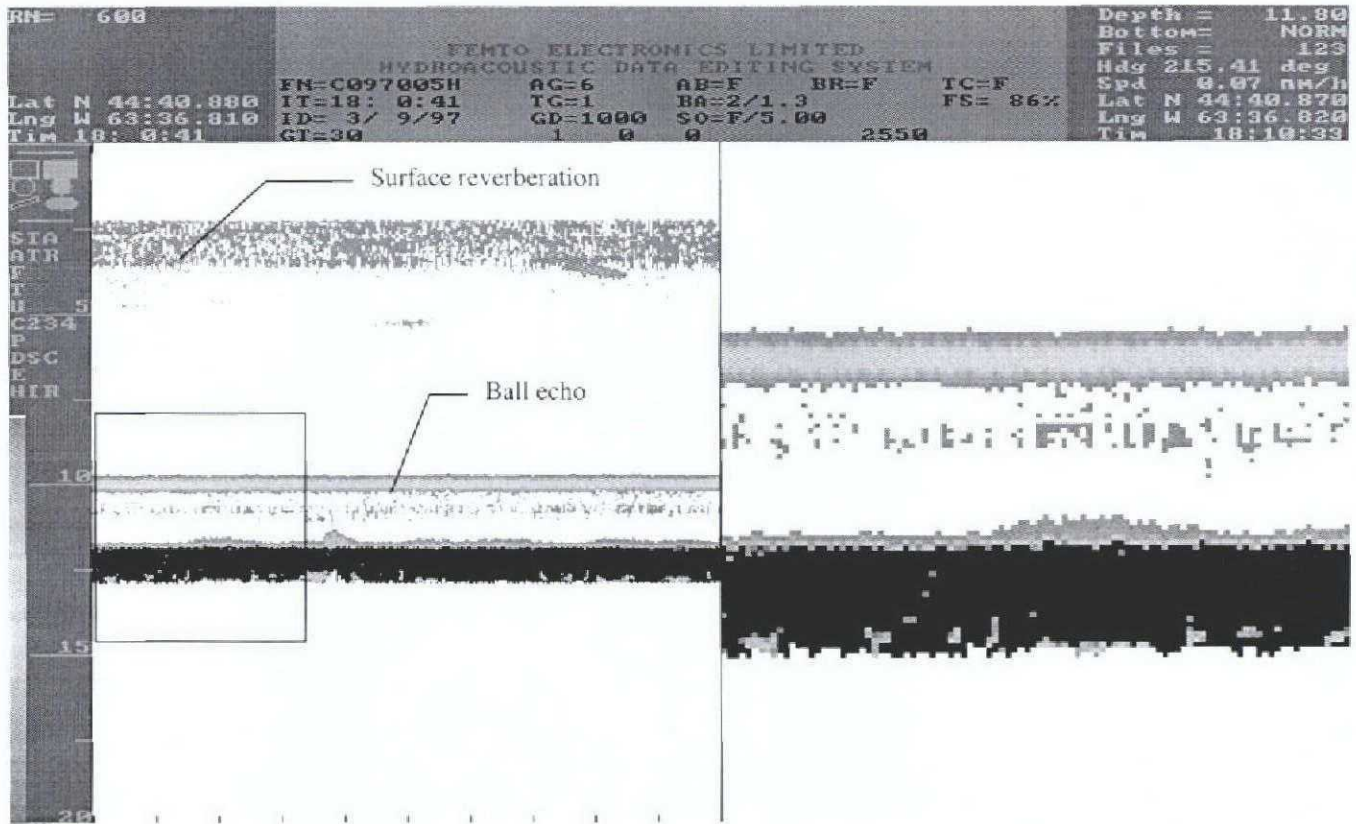 RN= 600
Lat N 44:40.880
Lng W 63:36.810
Tim 18: 0:41
FEMTO ELECTRONICS LIMITED
HYDROACOUSTIC DATA EDITING SYSTEM
FN=C097005H AG=6 AB=F BR=F TC=F
IT=18: 0:41 TG=1 BA=2/1.3 FS= 86%
ID= 3/ 9/97 GD=1000 SO=F/5.00
GT=30 1 0 0 2550
Depth = 11.80
Bottom= NORM
Files = 123
Hdg 215.41 deg
Spd 0.07 nm/h
Lat N 44:40.870
Lng W 63:36.820
Tim 18:10:33
Surface reverberation
SIA
ATR
F
T
U 5
C234
P
DSC
E
HIR
Ball echo
10
15
20